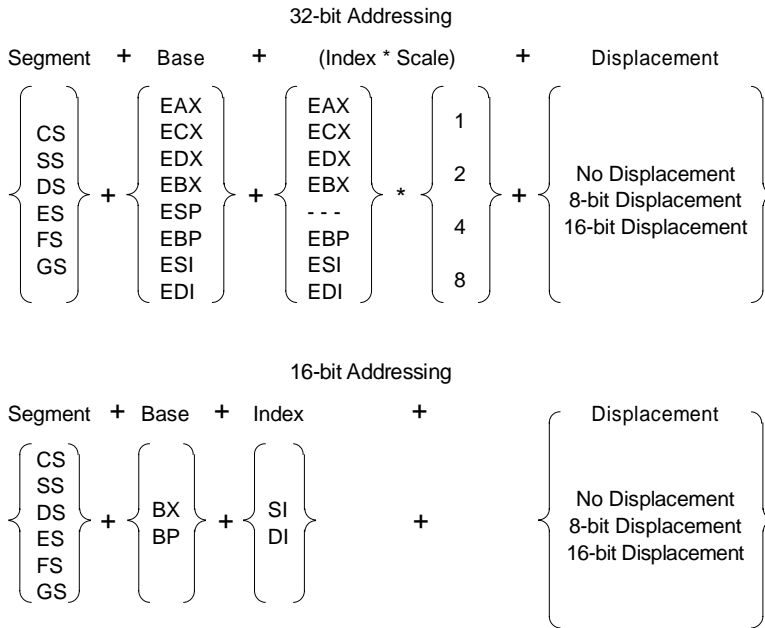 32-bit Addressing
Segment + Base + (Index * Scale) + Displacement
CS
SS
DS
ES
FS
GS
+
EAX
ECX
EDX
EBX
ESP
EBP
ESI
EDI
+
EAX
ECX
EDX
EBX
- - -
EBP
ESI
EDI
*
1
2
4
8
+
No Displacement
8-bit Displacement
16-bit Displacement
16-bit Addressing
Segment + Base + Index + Displacement
CS
SS
DS
ES
FS
GS
+
BX
BP
+
SI
DI
+
No Displacement
8-bit Displacement
16-bit Displacement